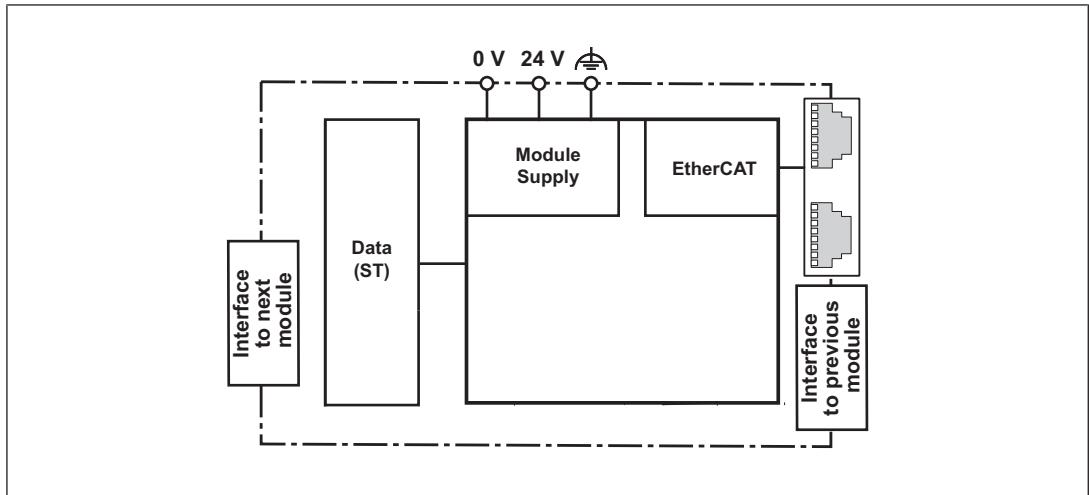 0 V 24 V
Module
Supply
EtherCAT
Data
(ST)
Interface
to next
module
Interface
to previous
module